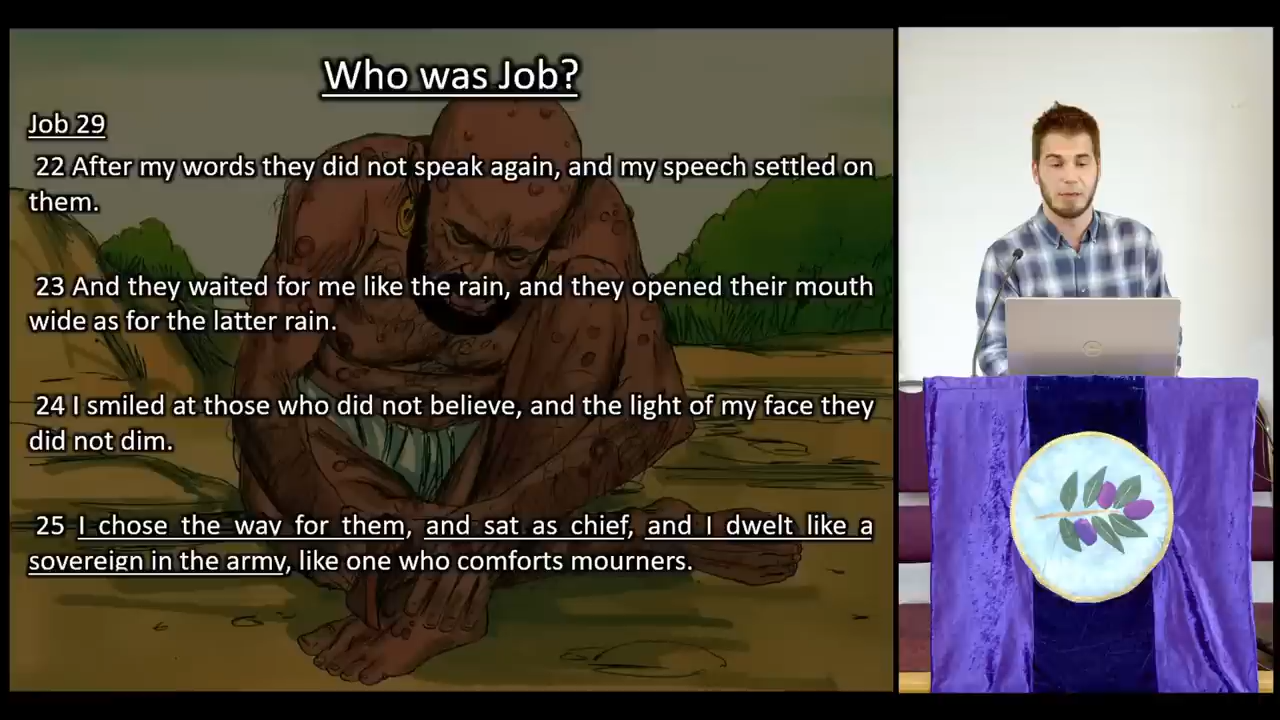 Who was Job?
Job 29
22 After my words they did not speak again, and my speech settled on
them.
23 And they waited for me like the rain, and they opened their mouth
wide as for the latter rain.
24 I smiled at those who did not believe, and the light of my face they
did not dim.
25 I chose the way for them, and sat as chief, and I dwelt like a
sovereign in the army, like one who comforts mourners.